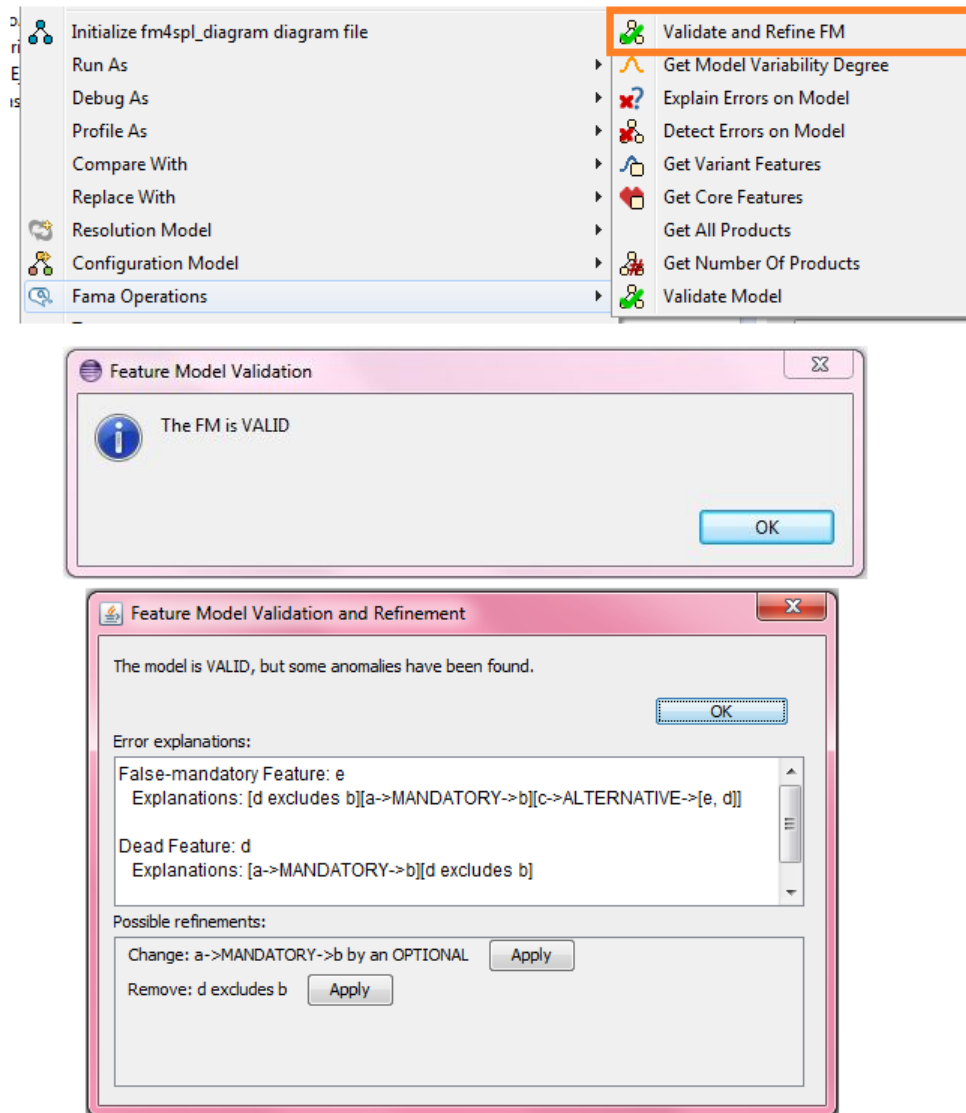 Initialize fm4spl_diagram diagram file
Run As
Debug As
Profile As
Compare With
Replace With
Resolution Model
Configuration Model
Fama Operations
Validate and Refine FM
Get Model Variability Degree
Explain Errors on Model
Detect Errors on Model
Get Variant Features
Get Core Features
Get All Products
Get Number Of Products
Validate Model
Feature Model Validation
The FM is VALID
OK
Feature Model Validation and Refinement
The model is VALID, but some anomalies have been found.
OK
Error explanations:
False-mandatory Feature: e
Explanations: [d excludes b][a->MANDATORY->b][c->ALTERNATIVE->[e, d]]
Dead Feature: d
Explanations: [a->MANDATORY->b][d excludes b]
Possible refinements:
Change: a->MANDATORY->b by an OPTIONAL Apply
Remove: d excludes b Apply